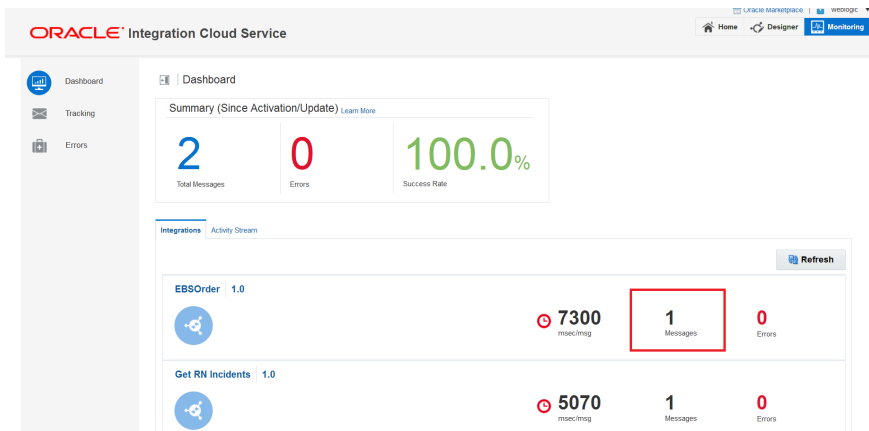 Oracle Marketplace | weblogic
ORACLE Integration Cloud Service
Home Designer Monitoring
Dashboard
Tracking
Errors
Dashboard
Summary (Since Activation/Update) Learn More
2 0 100.0%
Total Messages Errors Success Rate
Integrations Activity Stream
Refresh
EBSOrder 1.0
7300 1 0
msec/msg Messages Errors
Get RN Incidents 1.0
5070 1 0
msec/msg Messages Errors